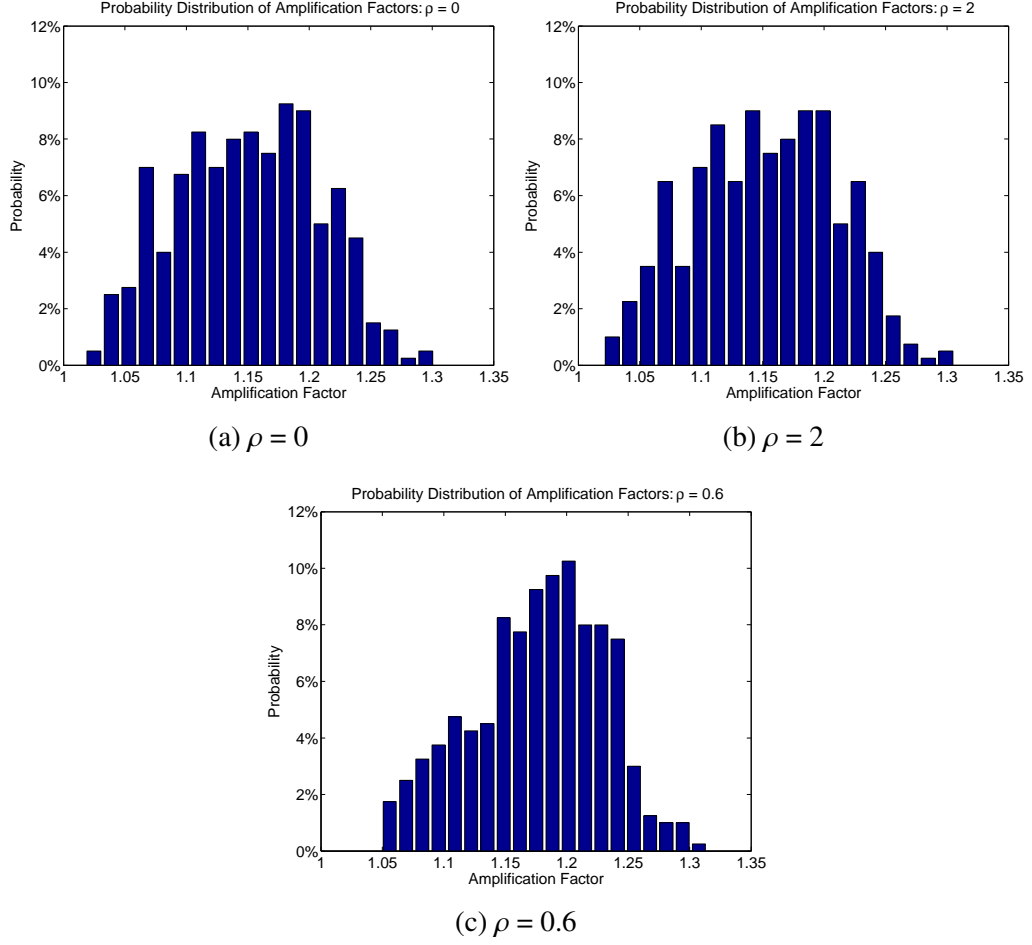 Probability Distribution of Amplification Factors: ρ = 0
12%
10%
8%
6%
4%
2%
0%
Probability
1 1.05 1.1 1.15 1.2 1.25 1.3 1.35
Amplification Factor
(a) ρ = 0
Probability Distribution of Amplification Factors: ρ = 2
12%
10%
8%
6%
4%
2%
0%
Probability
1 1.05 1.1 1.15 1.2 1.25 1.3 1.35
Amplification Factor
(b) ρ = 2
Probability Distribution of Amplification Factors: ρ = 0.6
12%
10%
8%
6%
4%
2%
0%
Probability
1 1.05 1.1 1.15 1.2 1.25 1.3 1.35
Amplification Factor
(c) ρ = 0.6